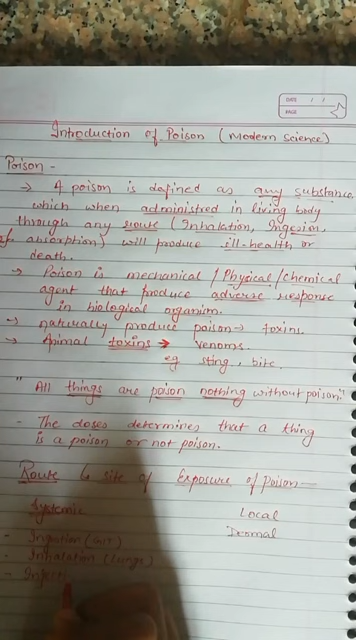 DATE / /
PAGE
Introduction of Poison (Modern Science)
Poison -
→ A poison is defined as any substance
which when administred in living body
through any route (Inhalation, Ingesion,
absorption) will produce ill-health or
death.
→ Poison is mechanical / Physical / Chemical
agent that produce adverse response
in biological organism.
→ naturally produce poison → toxins.
→ Animal toxins → Venoms.
eg sting, bite.
"All things are poison nothing without poison"
- The doses determines that a thing
is a poison or not poison.
Route & site of Exposure of Poison —
Systemic Local
- Ingetion (GIT) Dermal
- Inhalation (lungs)
- Injecti